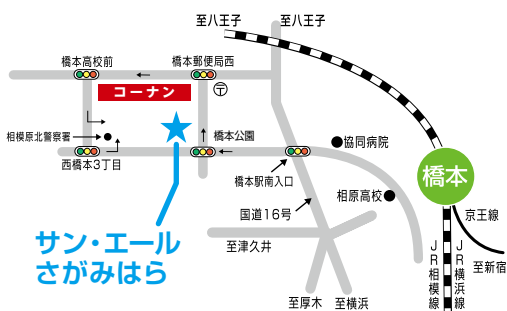 至八王子
至八王子
橋本高校前
橋本郵便局西
コーナン
〒
相模原北警察署
橋本公園
協同病院
西橋本3丁目
橋本駅南入口
橋本
相原高校
国道16号
京王線
サン・エール
さがみはら
至津久井
JR相模線
JR横浜線
至新宿
至厚木
至横浜